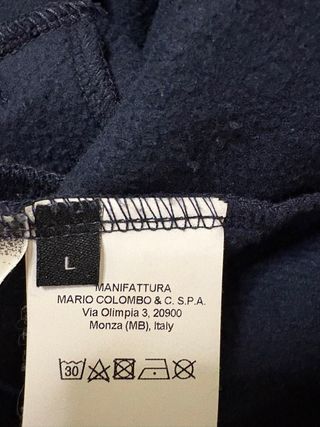 L
MANIFATTURA
MARIO COLOMBO & C. S.P.A.
Via Olimpia 3, 20900
Monza (MB), Italy
30